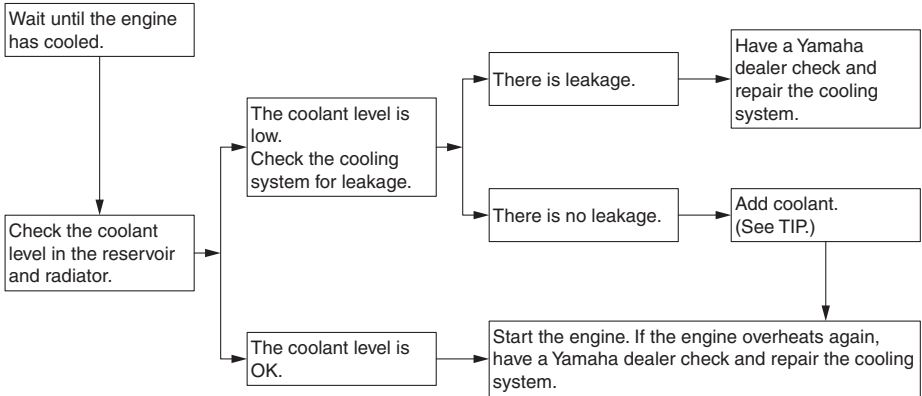 Wait until the engine
has cooled.
Check the coolant
level in the reservoir
and radiator.
The coolant level is
low.
Check the cooling
system for leakage.
There is leakage.
Have a Yamaha
dealer check and
repair the cooling
system.
There is no leakage.
Add coolant.
(See TIP.)
The coolant level is
OK.
Start the engine. If the engine overheats again,
have a Yamaha dealer check and repair the cooling
system.